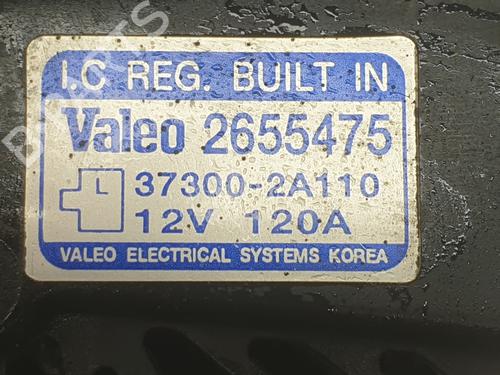 I.C REG. BUILT IN
Valeo 2655475
37300-2A110
12V 120A
VALEO ELECTRICAL SYSTEMS KOREA